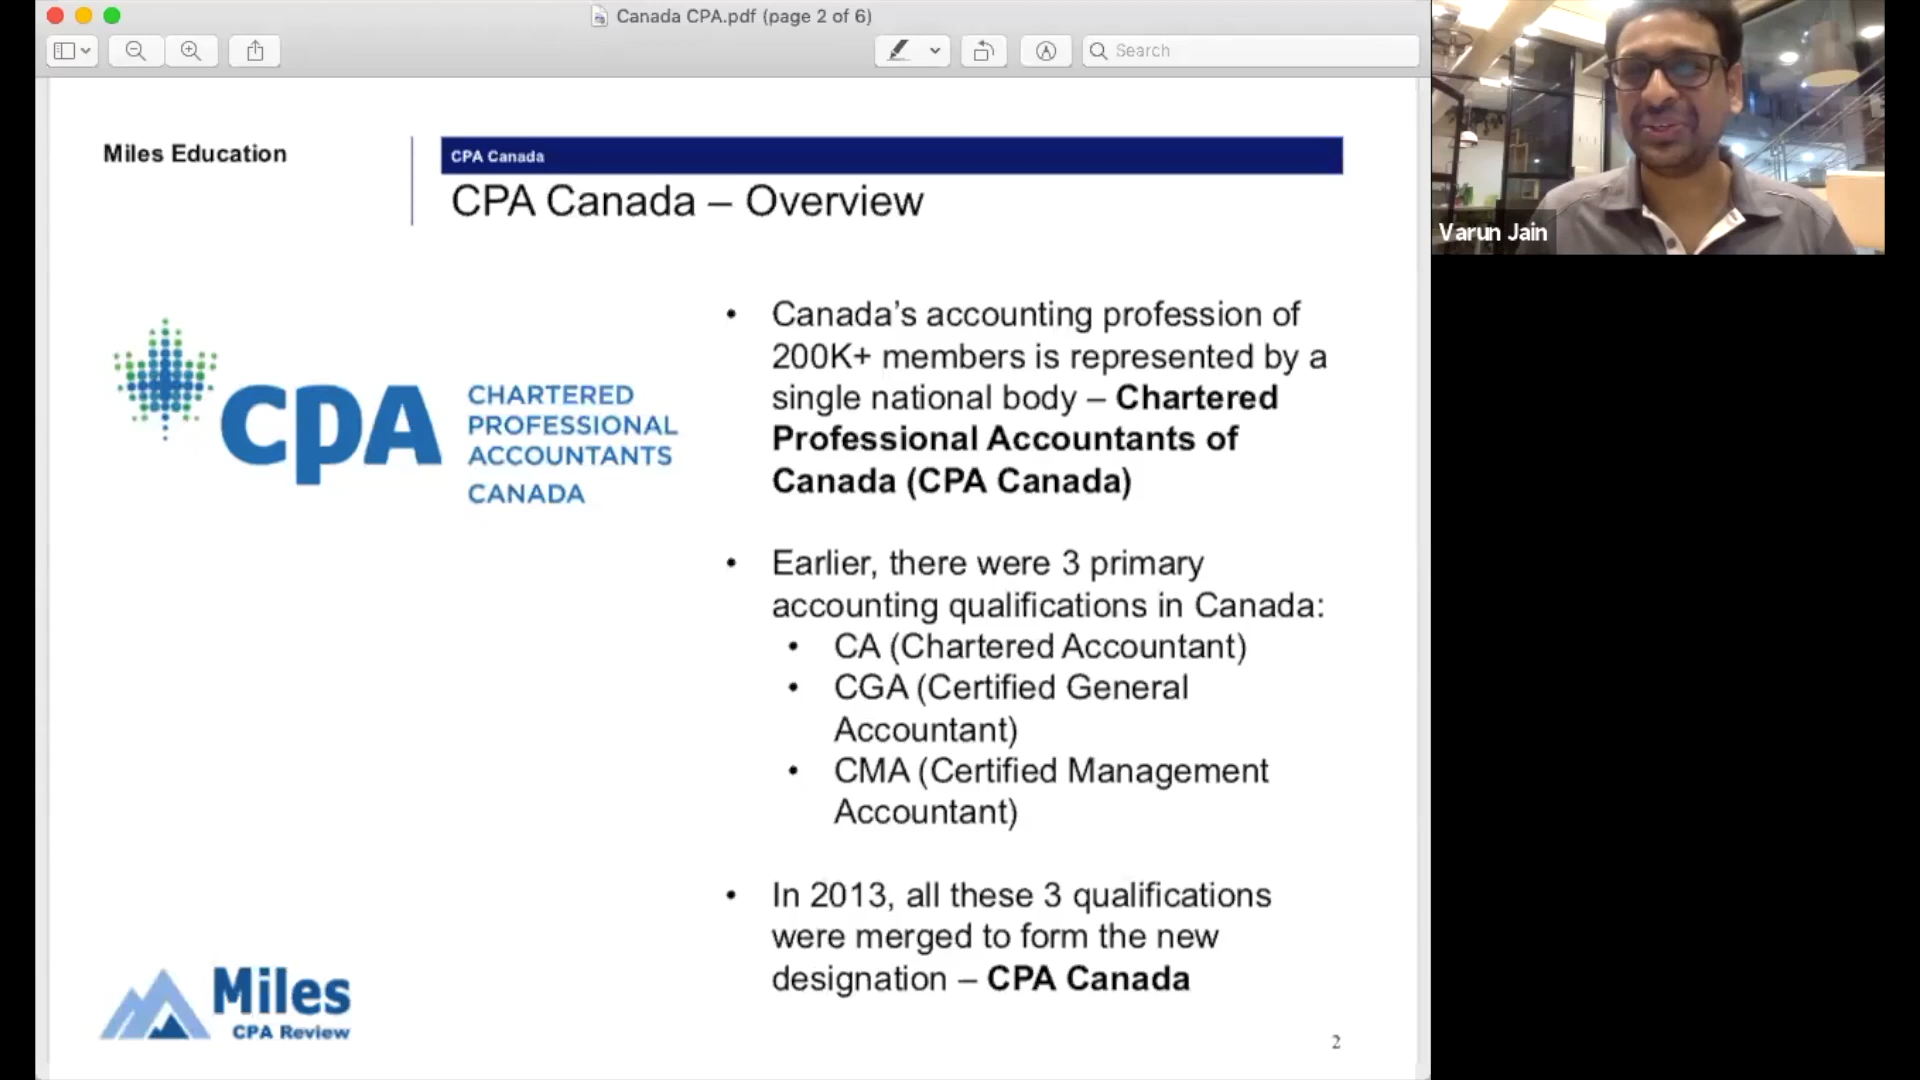 Canada CPA.pdf (page 2 of 6)
Search
Miles Education
CPA Canada
CPA Canada – Overview
cpa
CHARTERED
PROFESSIONAL
ACCOUNTANTS
CANADA
• Canada's accounting profession of
200K+ members is represented by a
single national body – Chartered
Professional Accountants of
Canada (CPA Canada)
• Earlier, there were 3 primary
accounting qualifications in Canada:
• CA (Chartered Accountant)
• CGA (Certified General
Accountant)
• CMA (Certified Management
Accountant)
• In 2013, all these 3 qualifications
were merged to form the new
designation – CPA Canada
Miles
CPA Review
2
Varun Jain